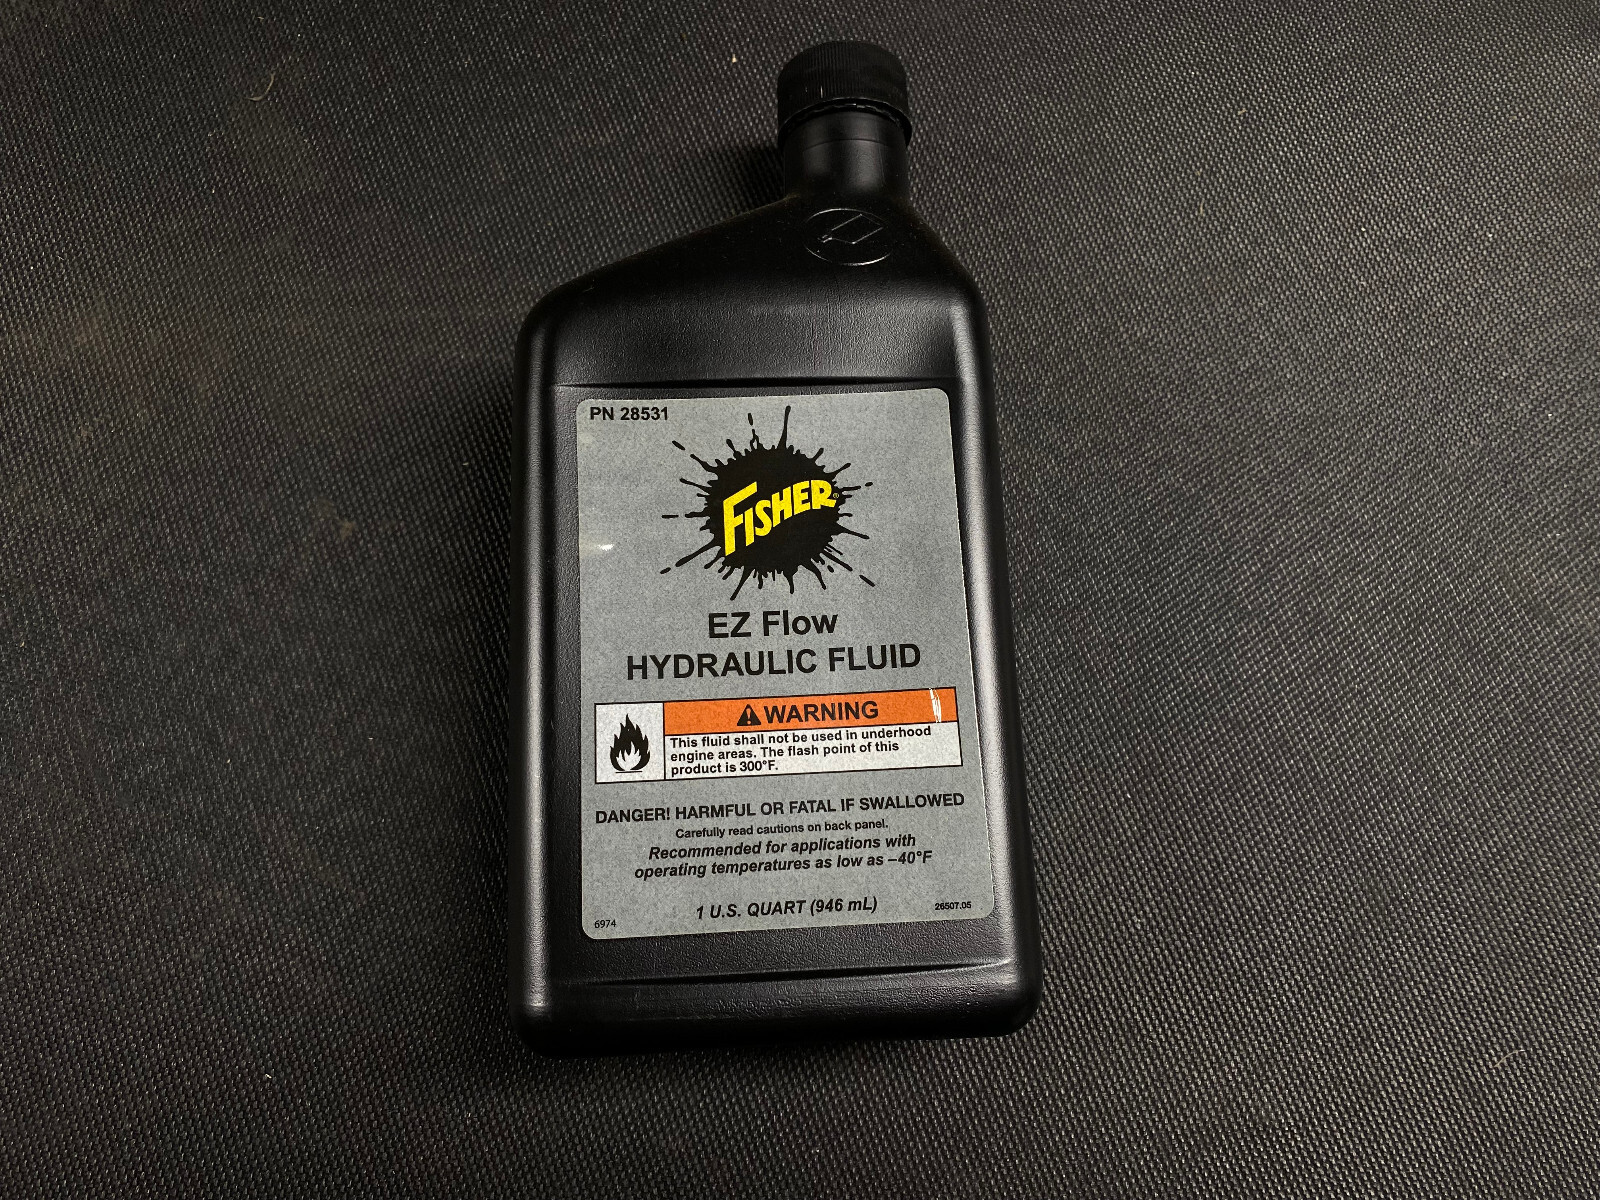 PN 28531
FISHER®
EZ Flow
HYDRAULIC FLUID
WARNING
This fluid shall not be used in underhood
engine areas. The flash point of this
product is 300°F.
DANGER! HARMFUL OR FATAL IF SWALLOWED
Carefully read cautions on back panel.
Recommended for applications with
operating temperatures as low as –40°F
1 U.S. QUART (946 mL)
6974
26507.05